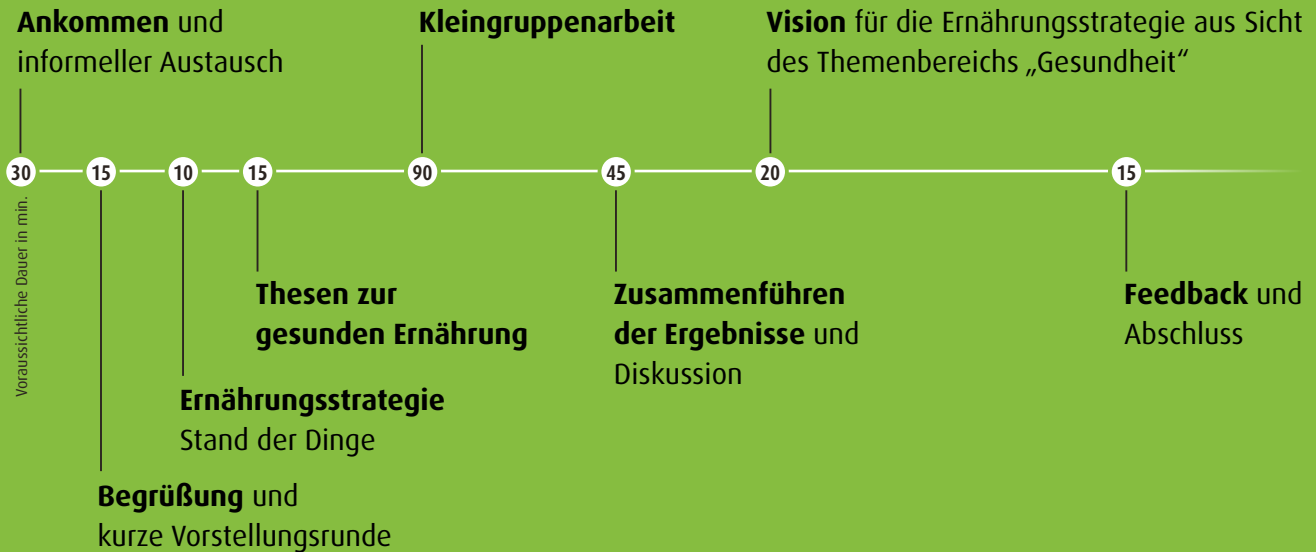 Ankommen und
informeller Austausch
Kleingruppenarbeit
Vision für die Ernährungsstrategie aus Sicht
des Themenbereichs „Gesundheit“
30
15
10
15
90
45
20
15
Voraussichtliche Dauer in min.
Thesen zur
gesunden Ernährung
Zusammenführen
der Ergebnisse und
Diskussion
Feedback und
Abschluss
Ernährungsstrategie
Stand der Dinge
Begrüßung und
kurze Vorstellungsrunde